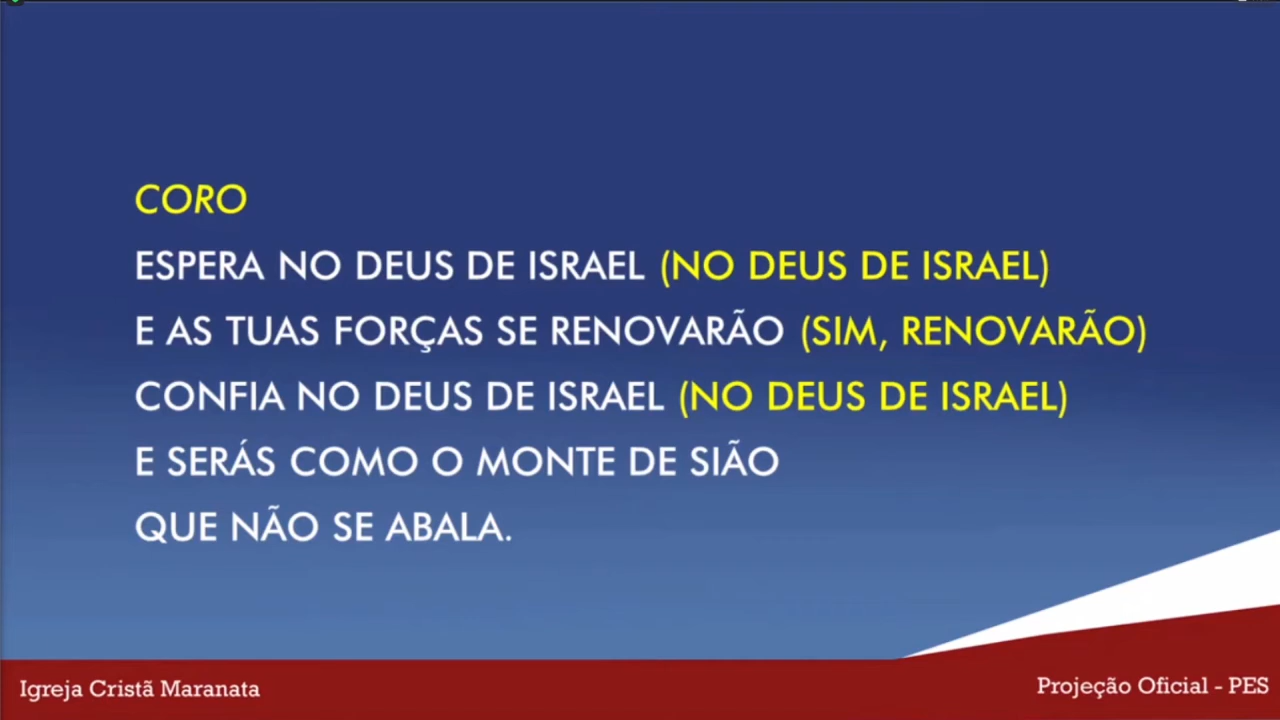 CORO
ESPERA NO DEUS DE ISRAEL (NO DEUS DE ISRAEL)
E AS TUAS FORÇAS SE RENOVARÃO (SIM, RENOVARÃO)
CONFIA NO DEUS DE ISRAEL (NO DEUS DE ISRAEL)
E SERÁS COMO O MONTE DE SIÃO
QUE NÃO SE ABALA.
Igreja Cristã Maranata
Projeção Oficial - PES